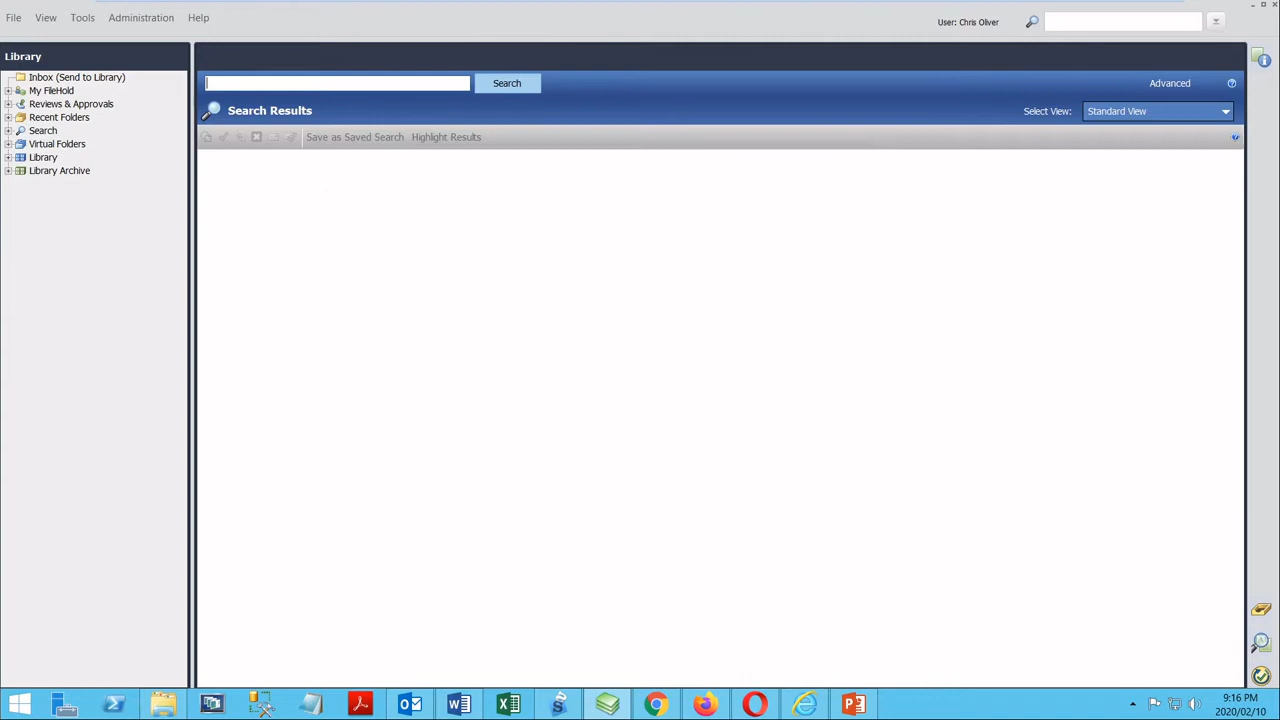 File View Tools Administration Help
User: Chris Oliver
Library
Inbox (Send to Library)
My FileHold
Reviews & Approvals
Recent Folders
Search
Virtual Folders
Library
Library Archive
Search
Advanced
Search Results
Select View: Standard View
Save as Saved Search Highlight Results
9:16 PM
2020/02/10